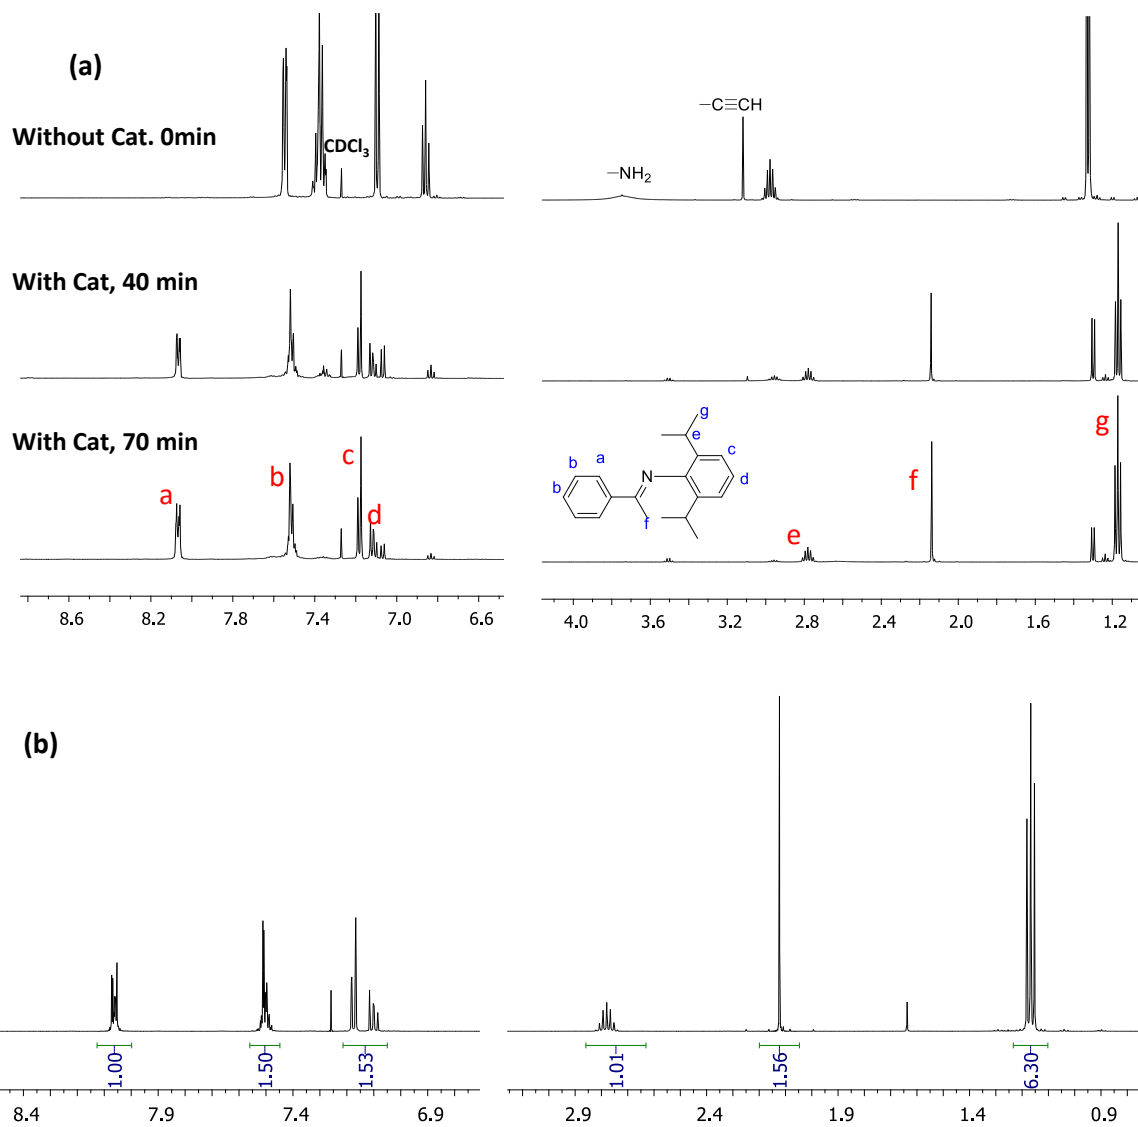 (a)
Without Cat. 0min
CDCl3
−NH2
−C≡CH
With Cat, 40 min
With Cat, 70 min
a
b
c
d
e
f
g
g
e
a
b
b
c
d
N
f
8.6 8.2 7.8 7.4 7.0 6.6
4.0 3.6 3.2 2.8 2.4 2.0 1.6 1.2
(b)
1.00 1.50 1.53 1.01 1.56 6.30
8.4 7.9 7.4 6.9
2.9 2.4 1.9 1.4 0.9